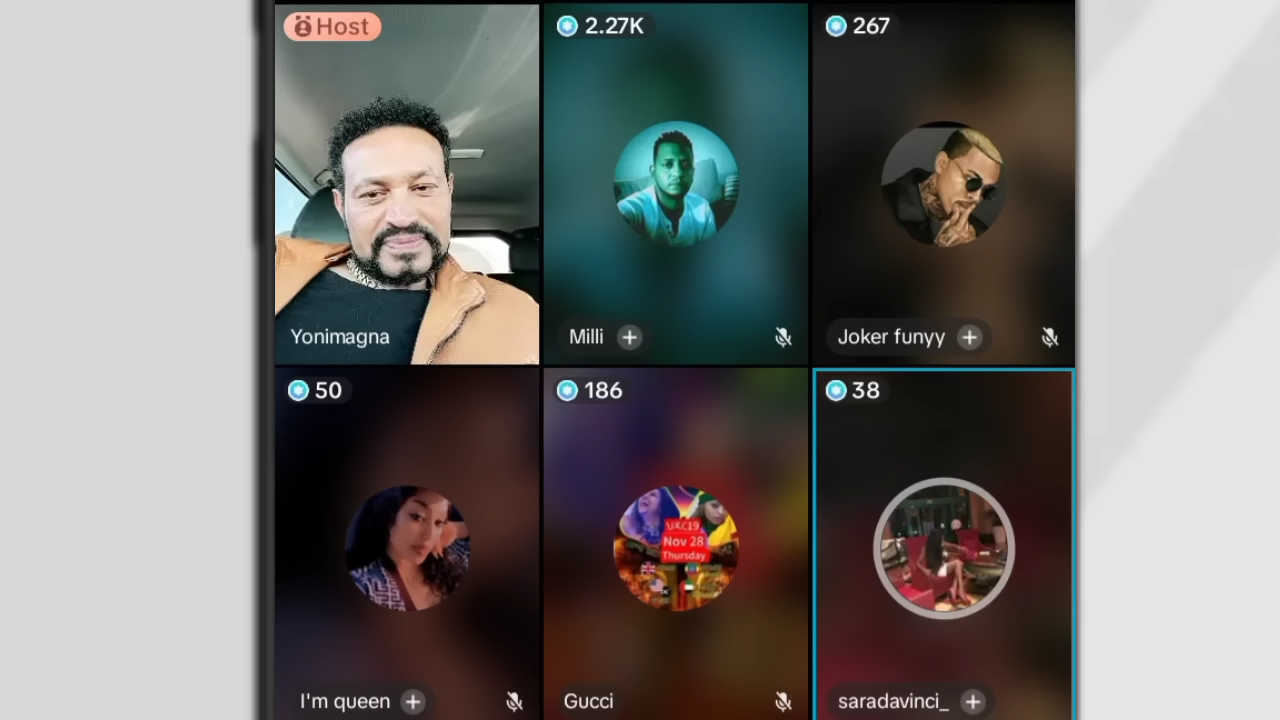 Host
2.27K
267
Yonimagna
Milli
Joker funyy
50
186
38
UKC19
Nov 28
Thursday
I'm queen
Gucci
saradavinci_